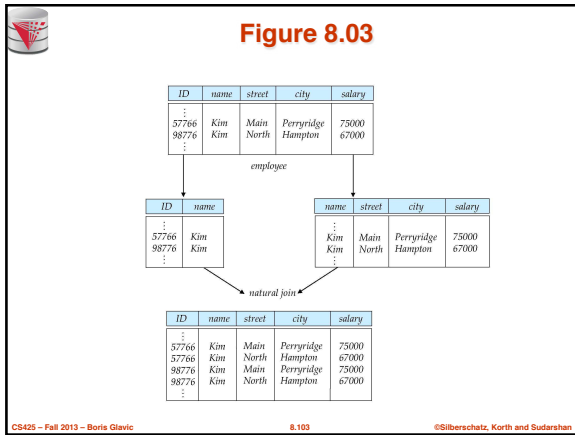 Figure 8.03
ID name street city salary
⋮
57766 Kim Main Perryridge 75000
98776 Kim North Hampton 67000
⋮
employee
ID name
⋮
57766 Kim
98776 Kim
⋮
name street city salary
⋮
Kim Main Perryridge 75000
Kim North Hampton 67000
⋮
natural join
ID name street city salary
⋮
57766 Kim Main Perryridge 75000
57766 Kim North Hampton 67000
98776 Kim Main Perryridge 75000
98776 Kim North Hampton 67000
⋮
CS425 – Fall 2013 – Boris Glavic 8.103 ©Silberschatz, Korth and Sudarshan